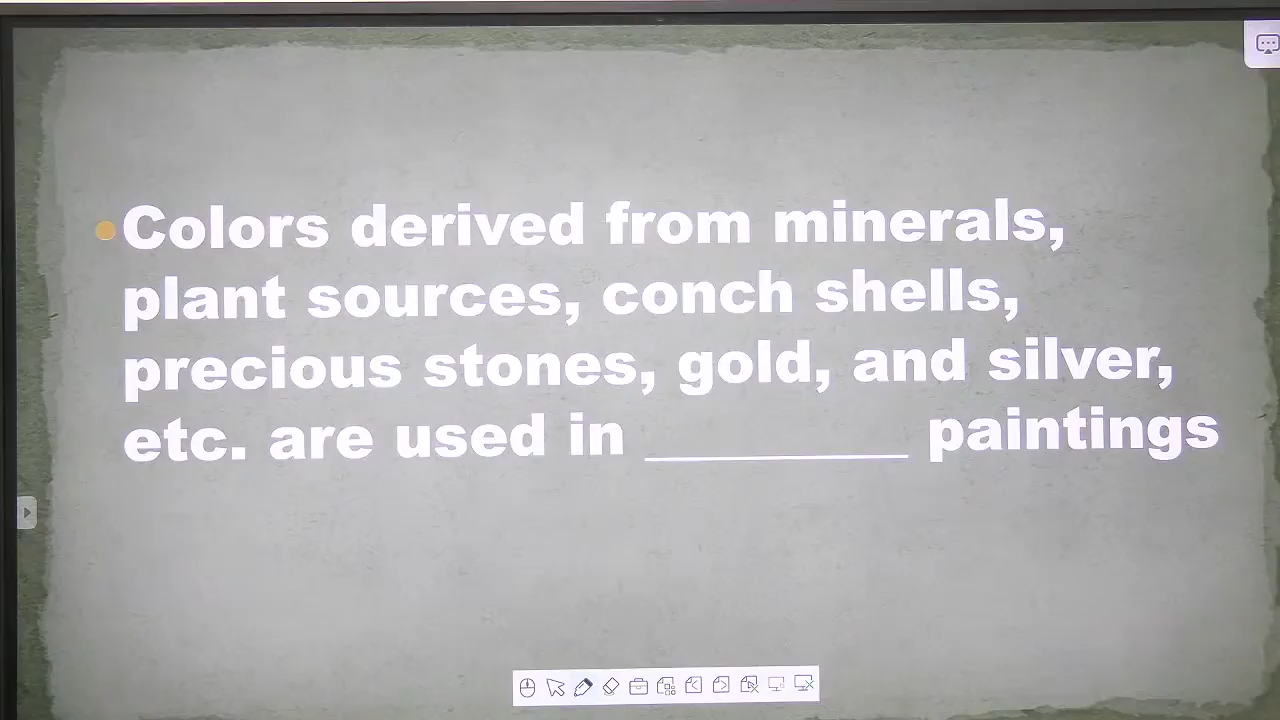 Colors derived from minerals,
plant sources, conch shells,
precious stones, gold, and silver,
etc. are used in _________ paintings